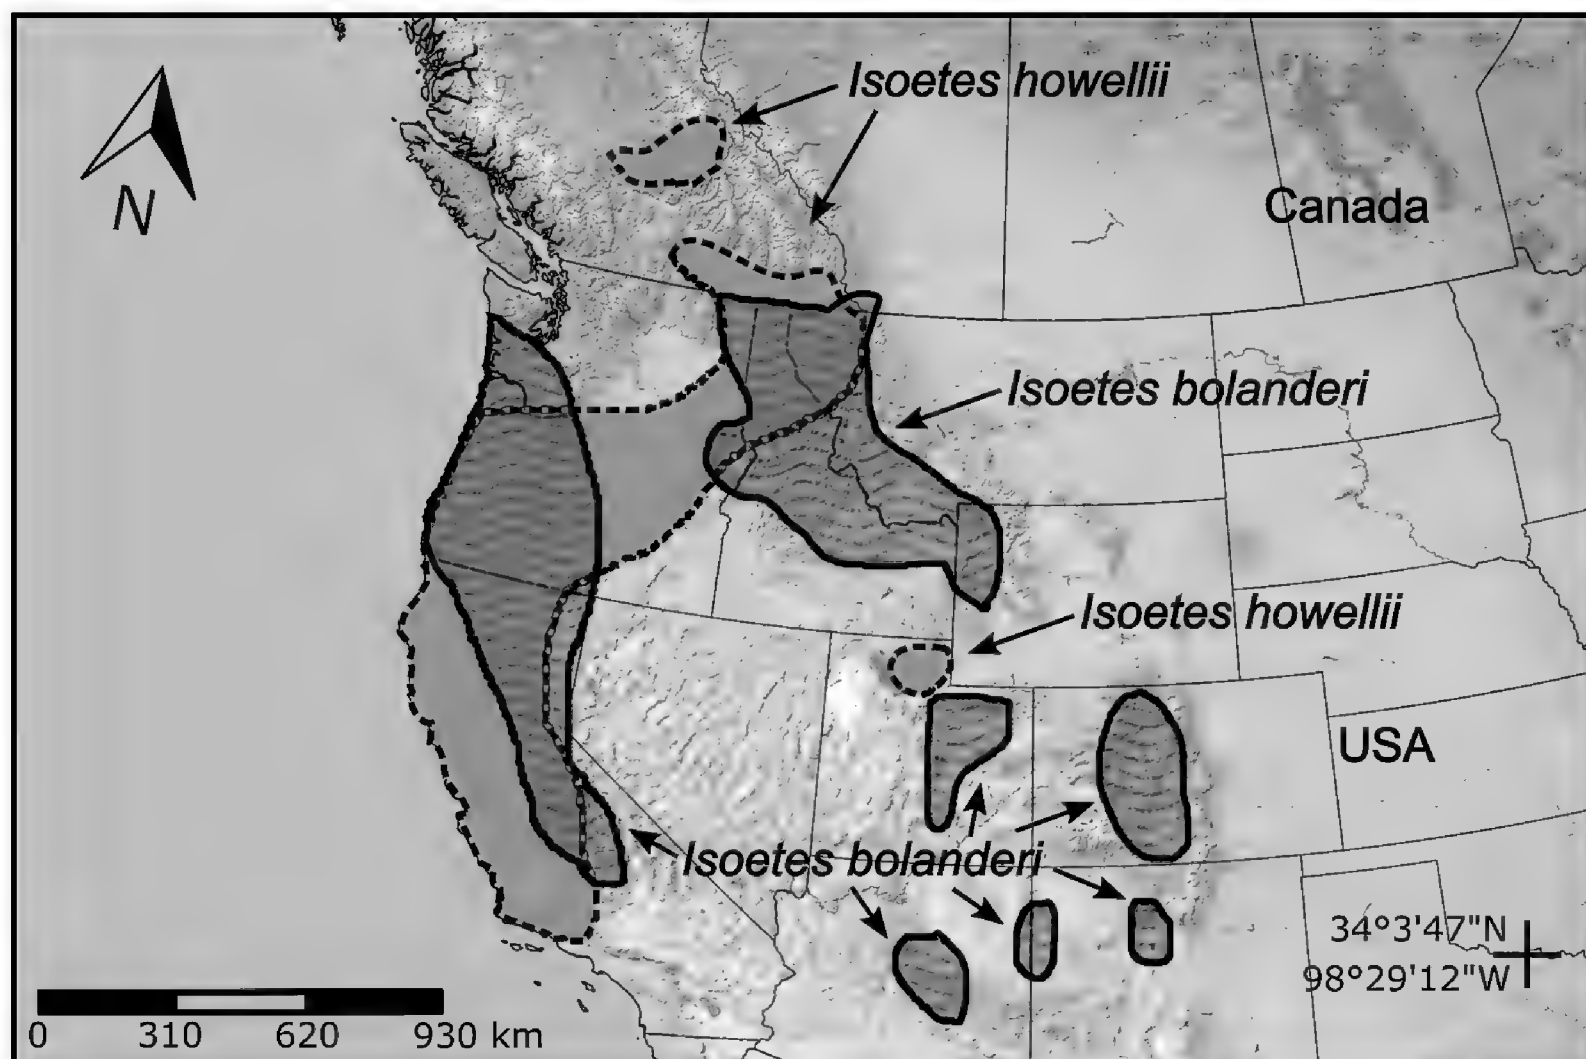 Isoetes howellii
N
Canada
Isoetes bolanderi
Isoetes howellii
USA
Isoetes bolanderi
34°3'47"N
98°29'12"W
0 310 620 930 km